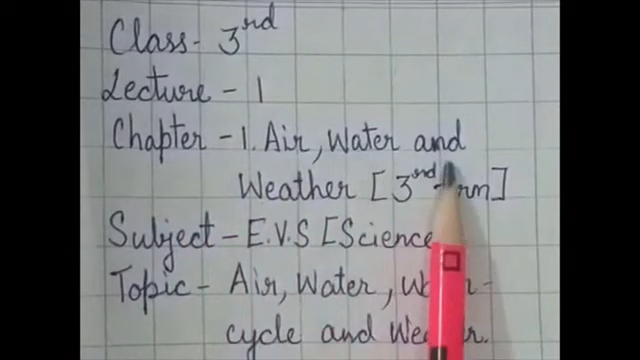 Class - 3rd
Lecture - 1
Chapter - 1. Air, Water and
Weather [3rd
Subject - E.V.S [Science
Topic - Air, Water,
cycle and